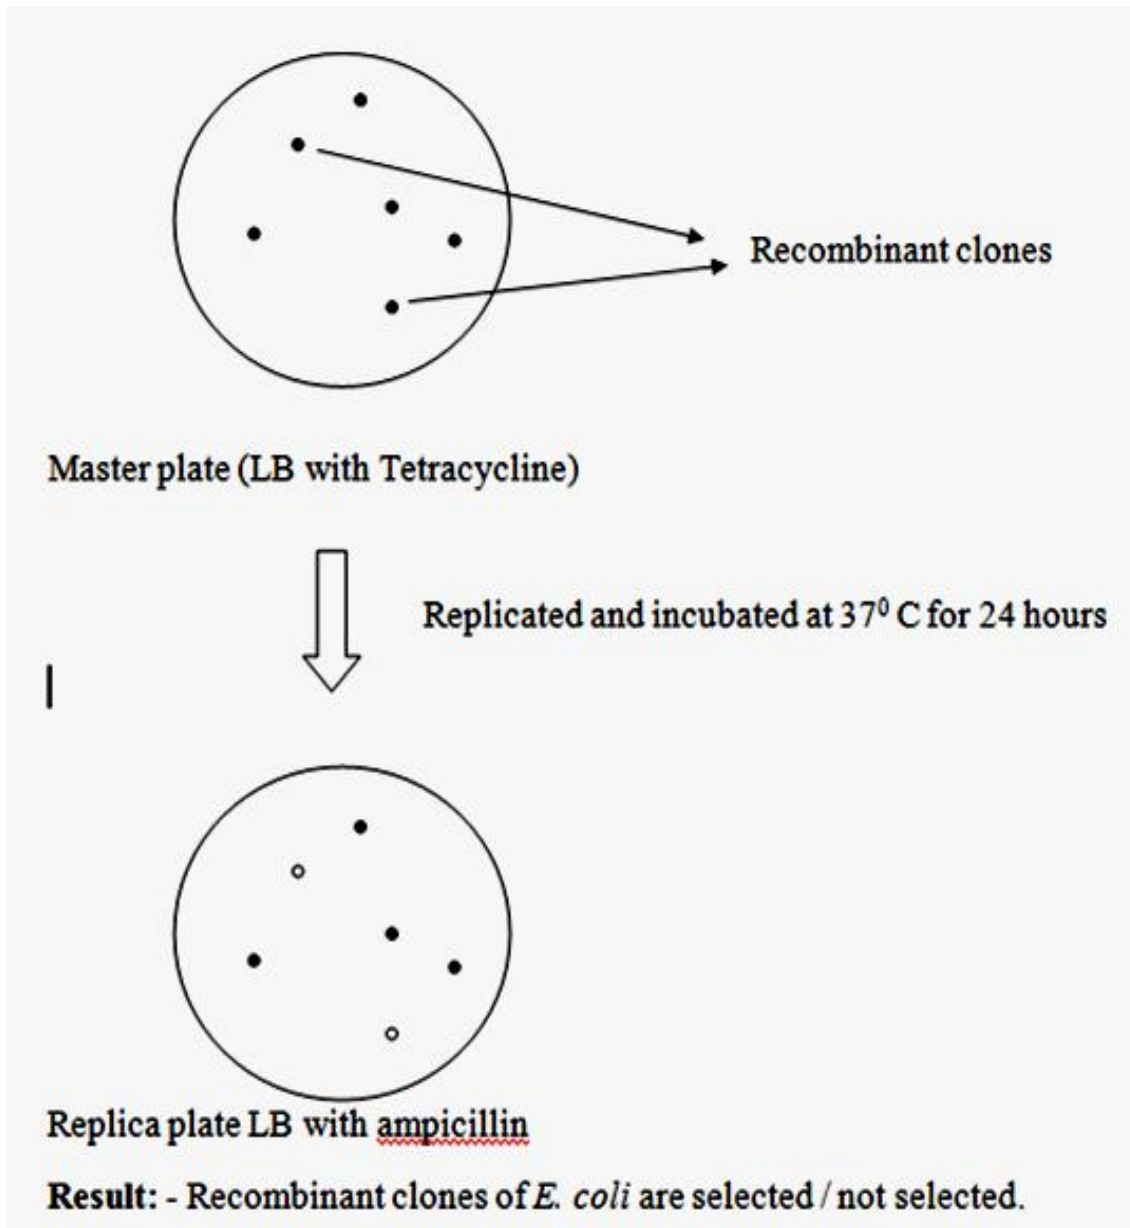 Recombinant clones
Master plate (LB with Tetracycline)
Replicated and incubated at 37⁰ C for 24 hours
Replica plate LB with ampicillin
Result: - Recombinant clones of E. coli are selected / not selected.